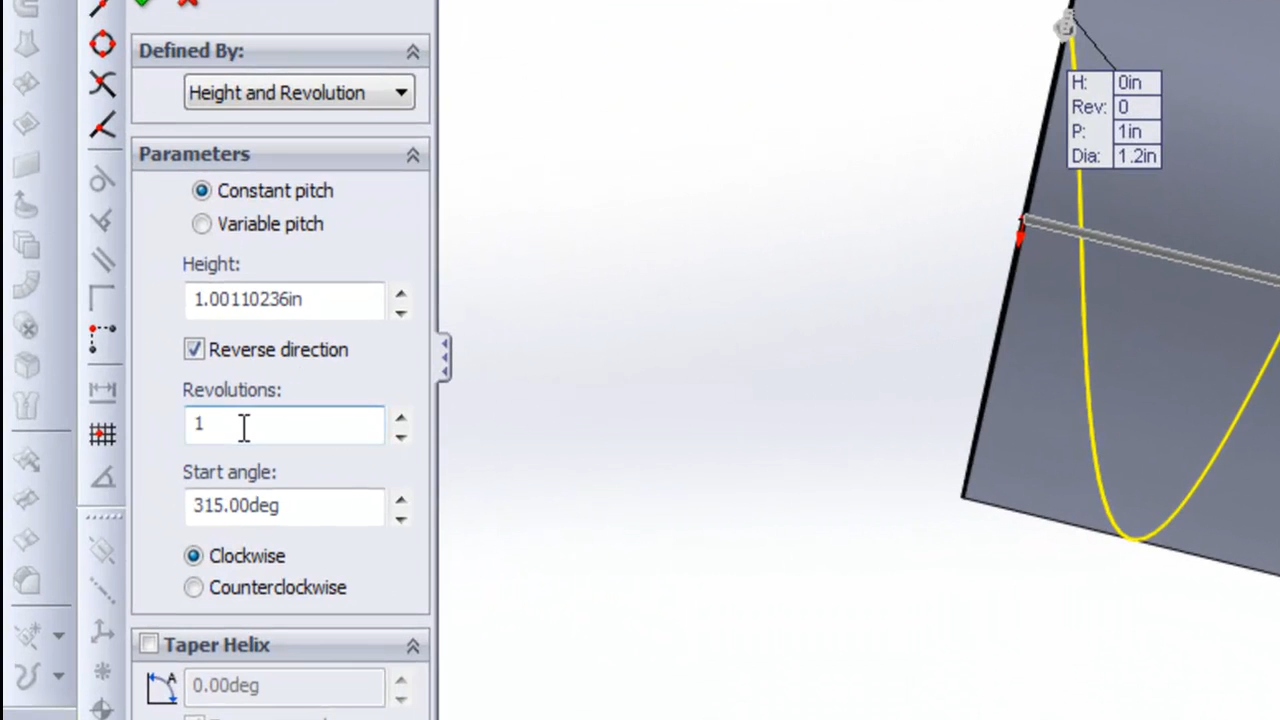 Defined By:
Height and Revolution
Parameters
Constant pitch
Variable pitch
Height:
1.00110236in
Reverse direction
Revolutions:
1
Start angle:
315.00deg
Clockwise
Counterclockwise
Taper Helix
A
0.00deg
H: 0in
Rev: 0
P: 1in
Dia: 1.2in